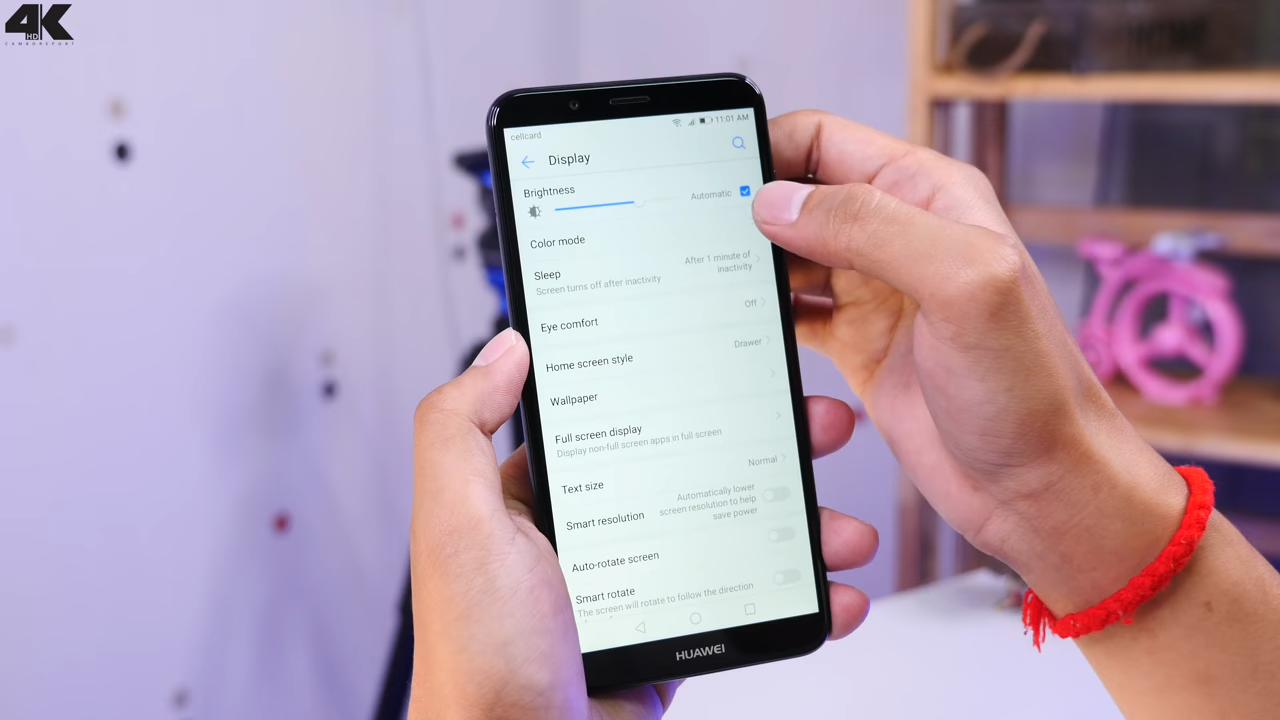 4K
HD
CAMBOREPORT
cellcard
11:01 AM
Display
Brightness
Automatic
Color mode
Sleep
Screen turns off after inactivity
After 1 minute of
inactivity
Eye comfort
Off
Home screen style
Drawer
Wallpaper
Full screen display
Display non-full screen apps in full screen
Text size
Normal
Smart resolution
Automatically lower
screen resolution to help
save power
Auto-rotate screen
Smart rotate
The screen will rotate to follow the direction
HUAWEI